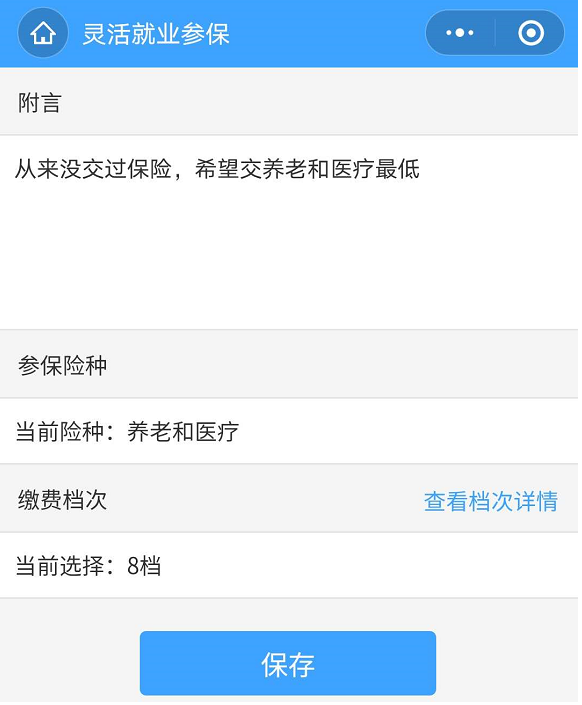 灵活就业参保
附言
从来没交过保险，希望交养老和医疗最低
参保险种
当前险种：养老和医疗
缴费档次
查看档次详情
当前选择：8档
保存